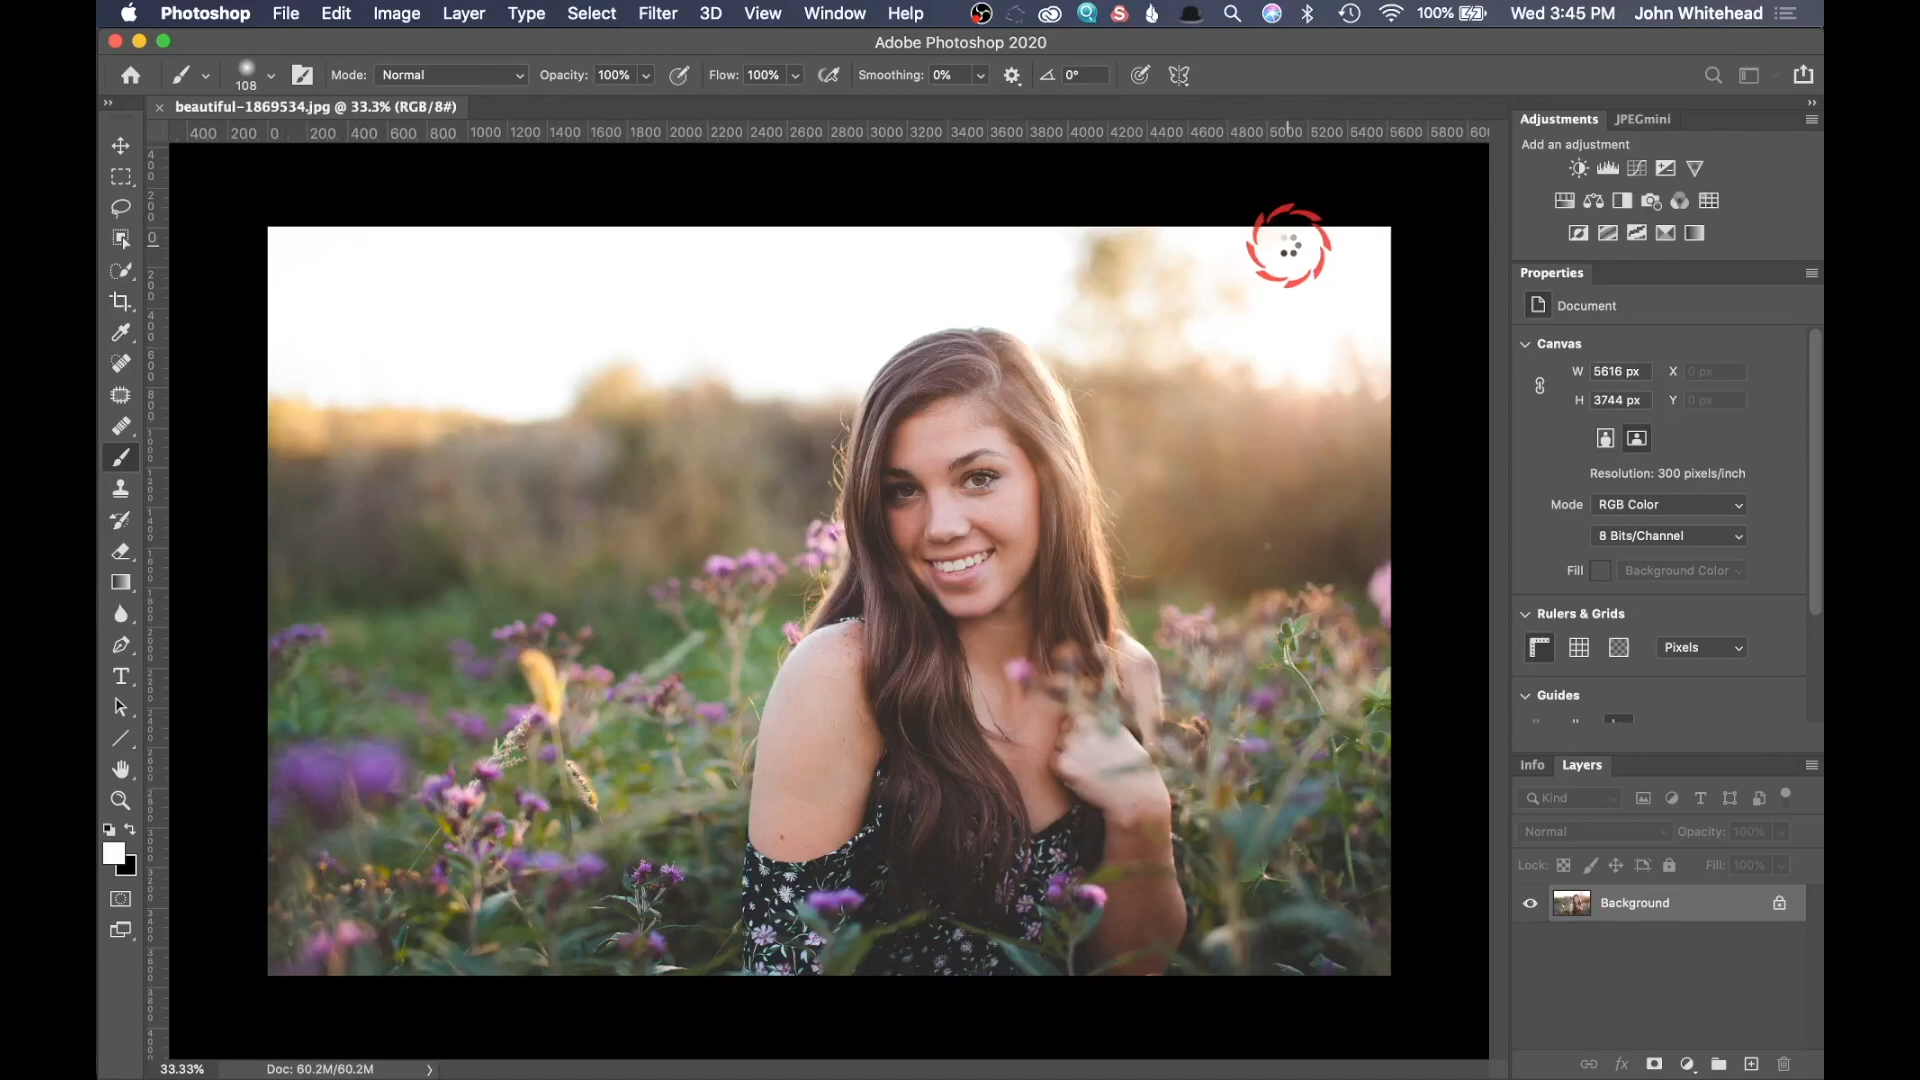 Photoshop File Edit Image Layer Type Select Filter 3D View Window Help 100% Wed 3:45 PM John Whitehead
Adobe Photoshop 2020
108 Mode: Normal Opacity: 100% Flow: 100% Smoothing: 0% 0°
beautiful-1869534.jpg @ 33.3% (RGB/8#)
400 200 0 200 400 600 800 1000 1200 1400 1600 1800 2000 2200 2400 2600 2800 3000 3200 3400 3600 3800 4000 4200 4400 4600 4800 5000 5200 5400 5600 5800
Adjustments JPEGmini
Add an adjustment
Properties
Document
Canvas
W 5616 px X 0 px
H 3744 px Y 0 px
Resolution: 300 pixels/inch
Mode RGB Color
8 Bits/Channel
Fill Background Color
Rulers & Grids
Pixels
Guides
Info Layers
Kind
Normal Opacity: 100%
Lock: Fill: 100%
Background
33.33% Doc: 60.2M/60.2M